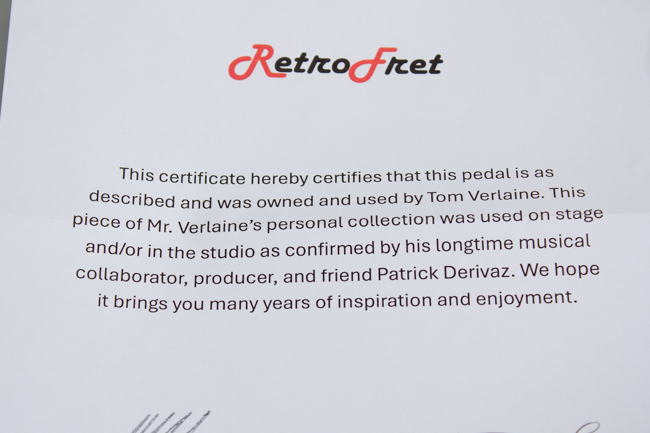 RetroFret
This certificate hereby certifies that this pedal is as
described and was owned and used by Tom Verlaine. This
piece of Mr. Verlaine's personal collection was used on stage
and/or in the studio as confirmed by his longtime musical
collaborator, producer, and friend Patrick Derivaz. We hope
it brings you many years of inspiration and enjoyment.